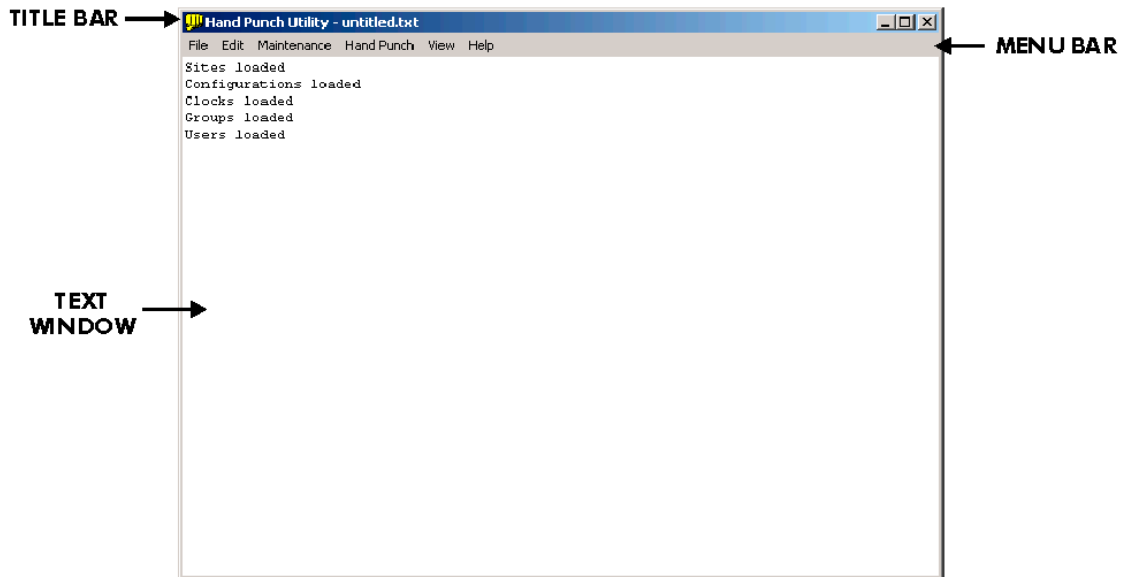 TITLE BAR
Hand Punch Utility - untitled.txt
File Edit Maintenance Hand Punch View Help
MENU BAR
Sites loaded
Configurations loaded
Clocks loaded
Groups loaded
Users loaded
TEXT
WINDOW